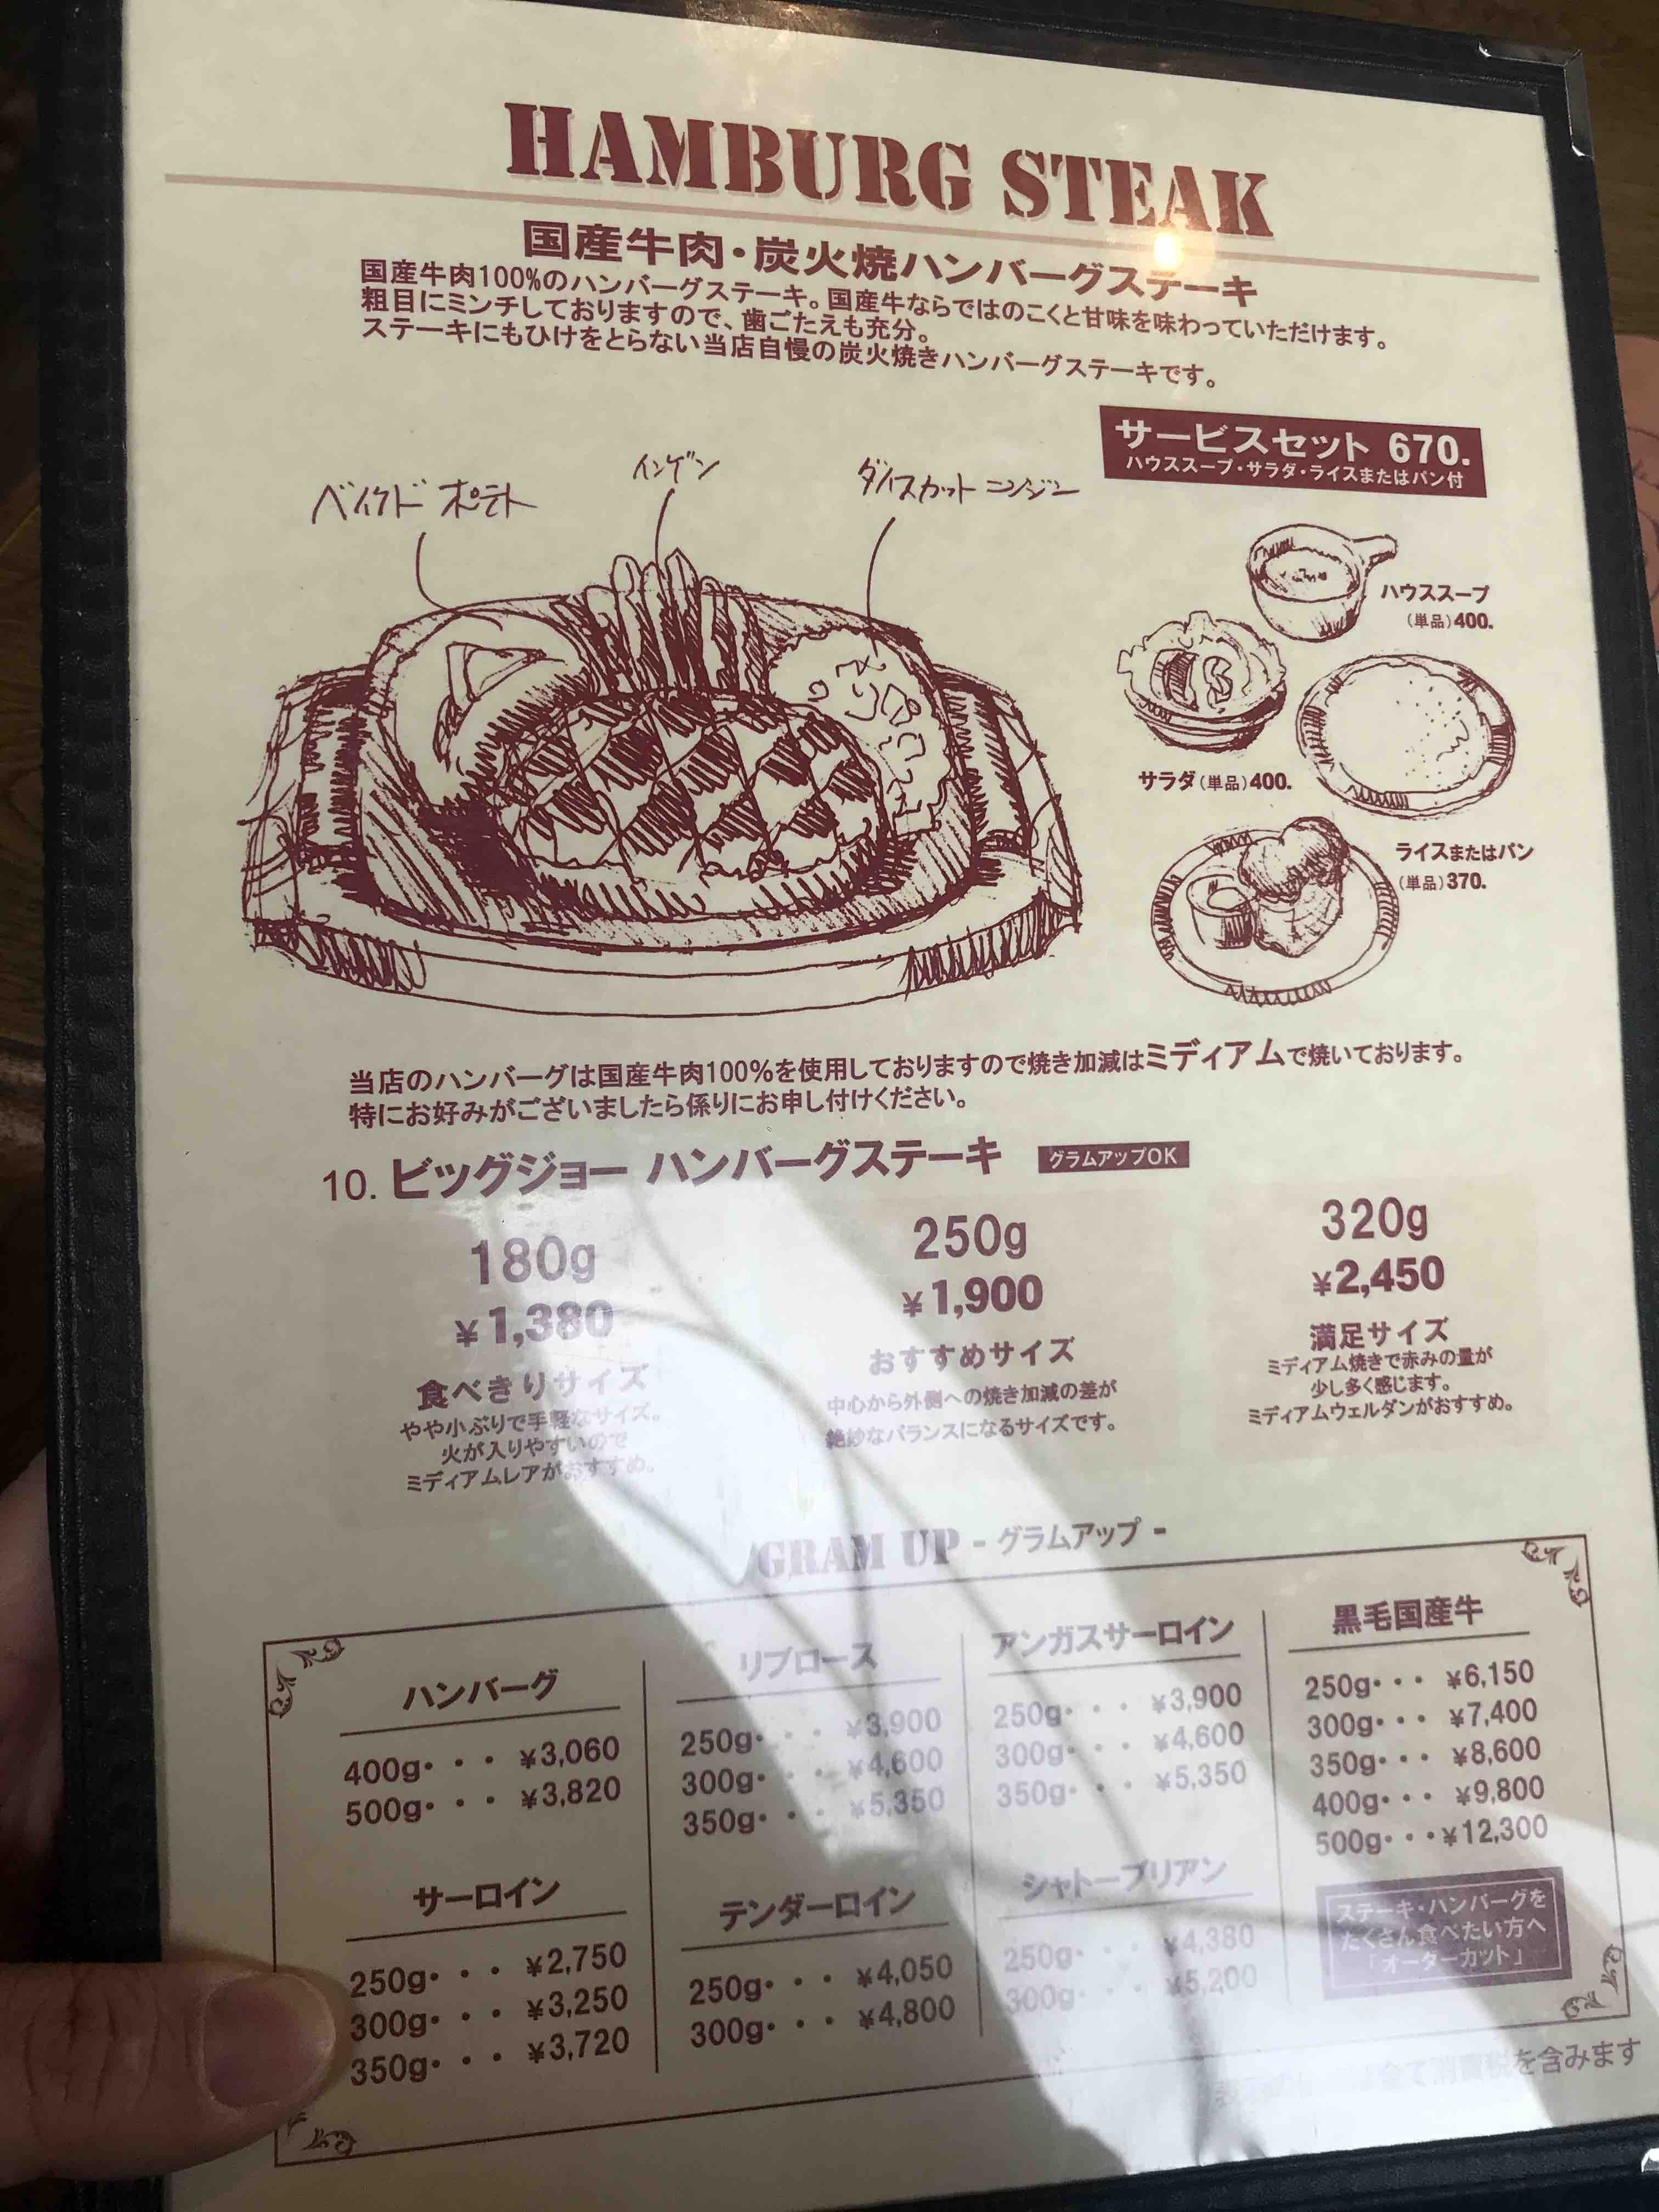 HAMBURG STEAK
国産牛肉・炭火焼ハンバーグステーキ
国産牛肉100%のハンバーグステーキ。国産牛ならではのこくと甘味を味わっていただけます。
粗目にミンチしておりますので、歯ごたえも充分。
ステーキにもひけをとらない当店自慢の炭火焼きハンバーグステーキです。
サービスセット 670.
ハウススープ・サラダ・ライスまたはパン付
ベイクド ポテト
インゲン
ダイスカット ニンジン
ハウススープ
(単品)400.
サラダ(単品)400.
ライスまたはパン
(単品)370.
当店のハンバーグは国産牛肉100%を使用しておりますので焼き加減はミディアムで焼いております。
特にお好みがございましたら係りにお申し付けください。
10. ビッグジョー ハンバーグステーキ グラムアップOK
180g
¥1,380
食べきりサイズ
やや小ぶりで手軽なサイズ。
火が入りやすいので
ミディアムレアがおすすめ。
250g
¥1,900
おすすめサイズ
中心から外側への焼き加減の差が
絶妙なバランスになるサイズです。
320g
¥2,450
満足サイズ
ミディアム焼きで赤みの量が
少し多く感じます。
ミディアムウェルダンがおすすめ。
GRAM UP - グラムアップ -
ハンバーグ
400g・・・¥3,060
500g・・・¥3,820
リブロース
250g・・・¥3,900
300g・・・¥4,600
350g・・・¥5,350
アンガスサーロイン
250g・・・¥3,900
300g・・・¥4,600
350g・・・¥5,350
黒毛国産牛
250g・・・¥6,150
300g・・・¥7,400
350g・・・¥8,600
400g・・・¥9,800
500g・・・¥12,300
サーロイン
250g・・・¥2,750
300g・・・¥3,250
350g・・・¥3,720
テンダーロイン
250g・・・¥4,050
300g・・・¥4,800
シャトーブリアン
250g・・・¥4,380
300g・・・¥5,200
ステーキ・ハンバーグを
たくさん食べたい方へ
「オーダーカット」
全て消費税を含みます